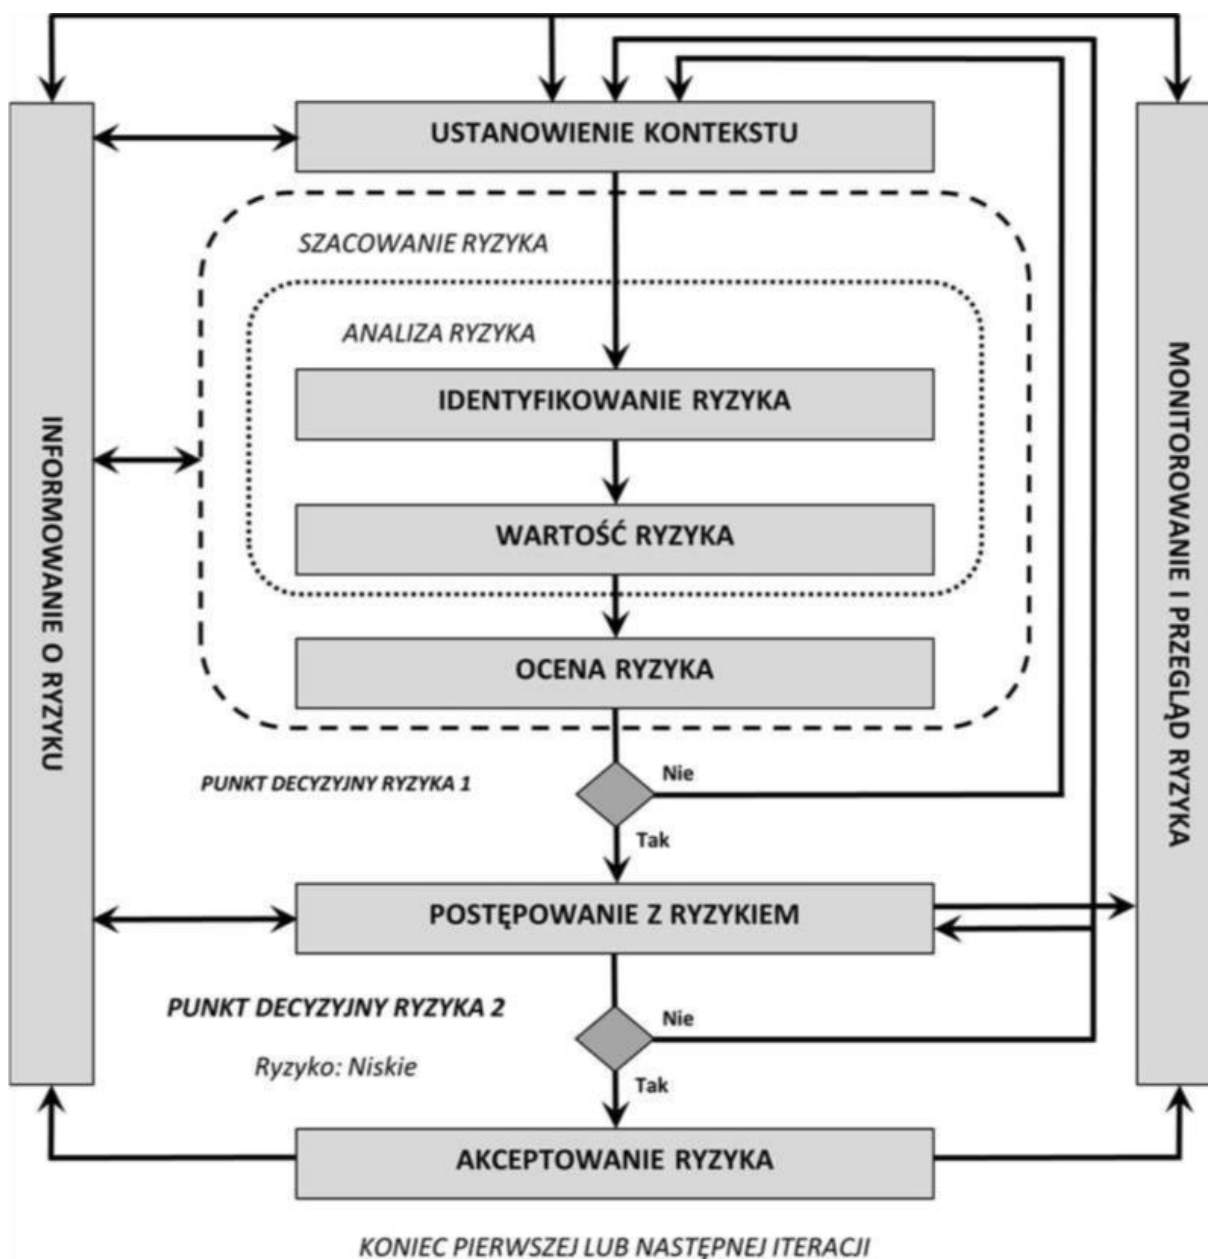 USTANOWIENIE KONTEKSTU
SZACOWANIE RYZYKA
ANALIZA RYZYKA
IDENTYFIKOWANIE RYZYKA
WARTOŚĆ RYZYKA
OCENA RYZYKA
INFORMOWANIE O RYZYKU
MONITOROWANIE I PRZEGLĄD RYZYKA
PUNKT DECYZYJNY RYZYKA 1
Nie
Tak
POSTĘPOWANIE Z RYZYKIEM
PUNKT DECYZYJNY RYZYKA 2
Nie
Ryzyko: Niskie
Tak
AKCEPTOWANIE RYZYKA
KONIEC PIERWSZEJ LUB NASTĘPNEJ ITERACJI